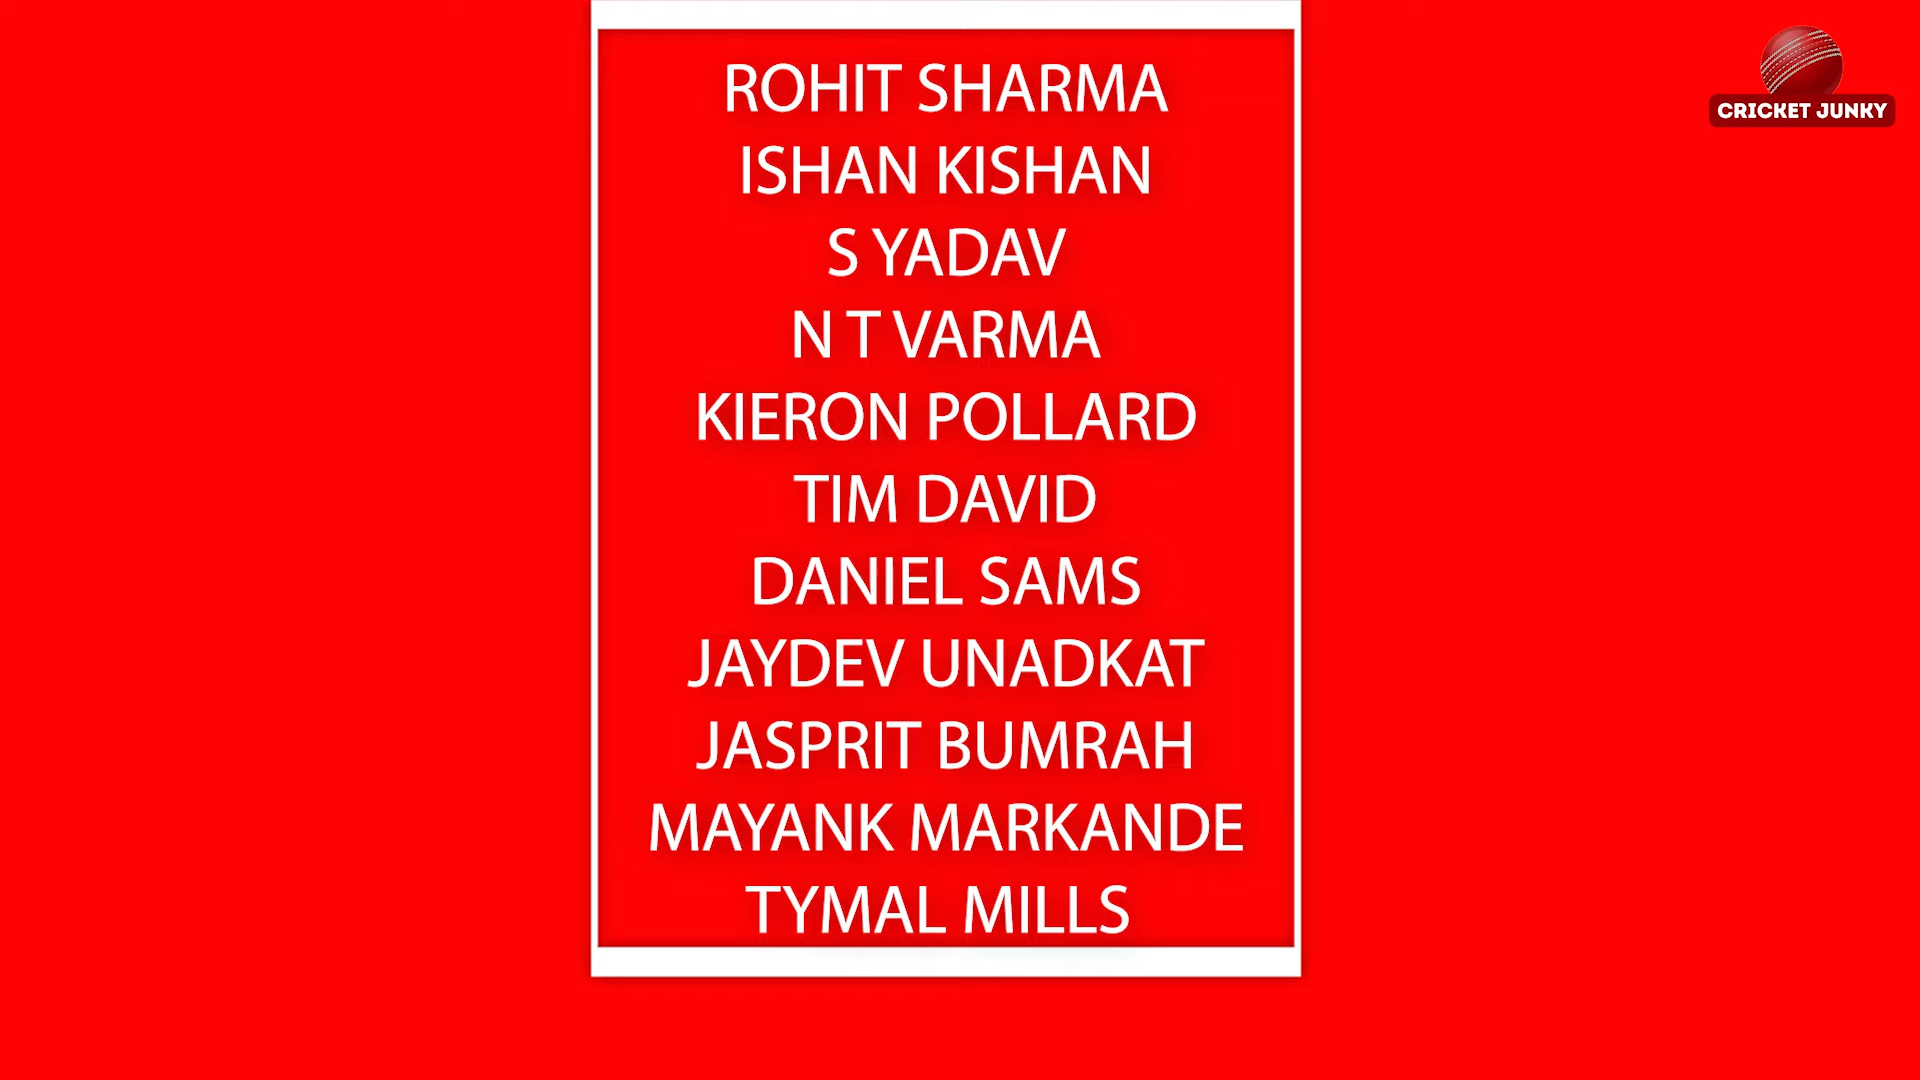 ROHIT SHARMA
ISHAN KISHAN
S YADAV
N T VARMA
KIERON POLLARD
TIM DAVID
DANIEL SAMS
JAYDEV UNADKAT
JASPRIT BUMRAH
MAYANK MARKANDE
TYMAL MILLS
CRICKET JUNKY